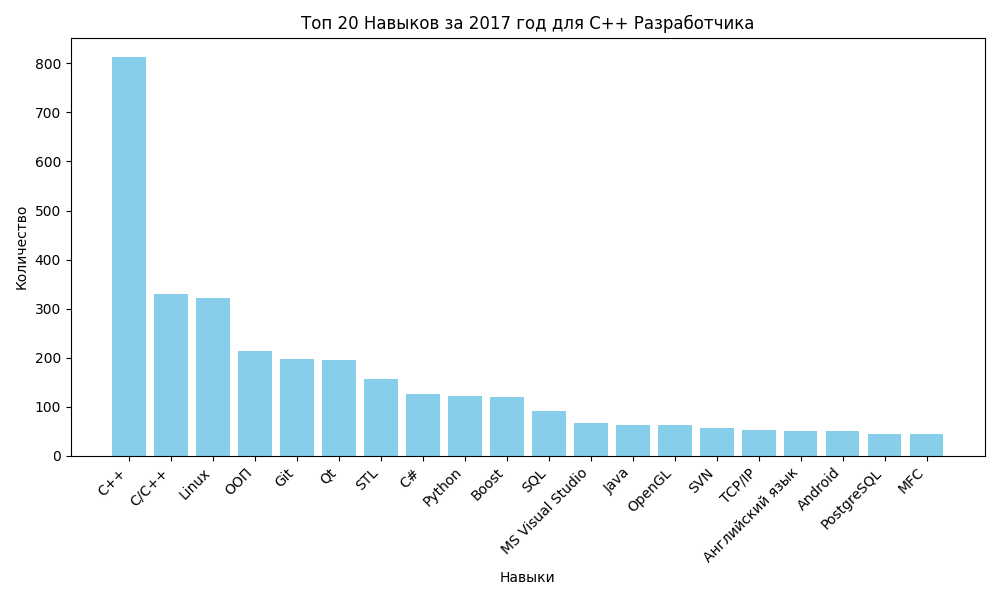 Топ 20 Навыков за 2017 год для C++ Разработчика
Количество
800
700
600
500
400
300
200
100
0
C++
C/C++
Linux
ООП
Git
Qt
STL
C#
Python
Boost
SQL
MS Visual Studio
Java
OpenGL
SVN
TCP/IP
Английский язык
Android
PostgreSQL
MFC
Навыки